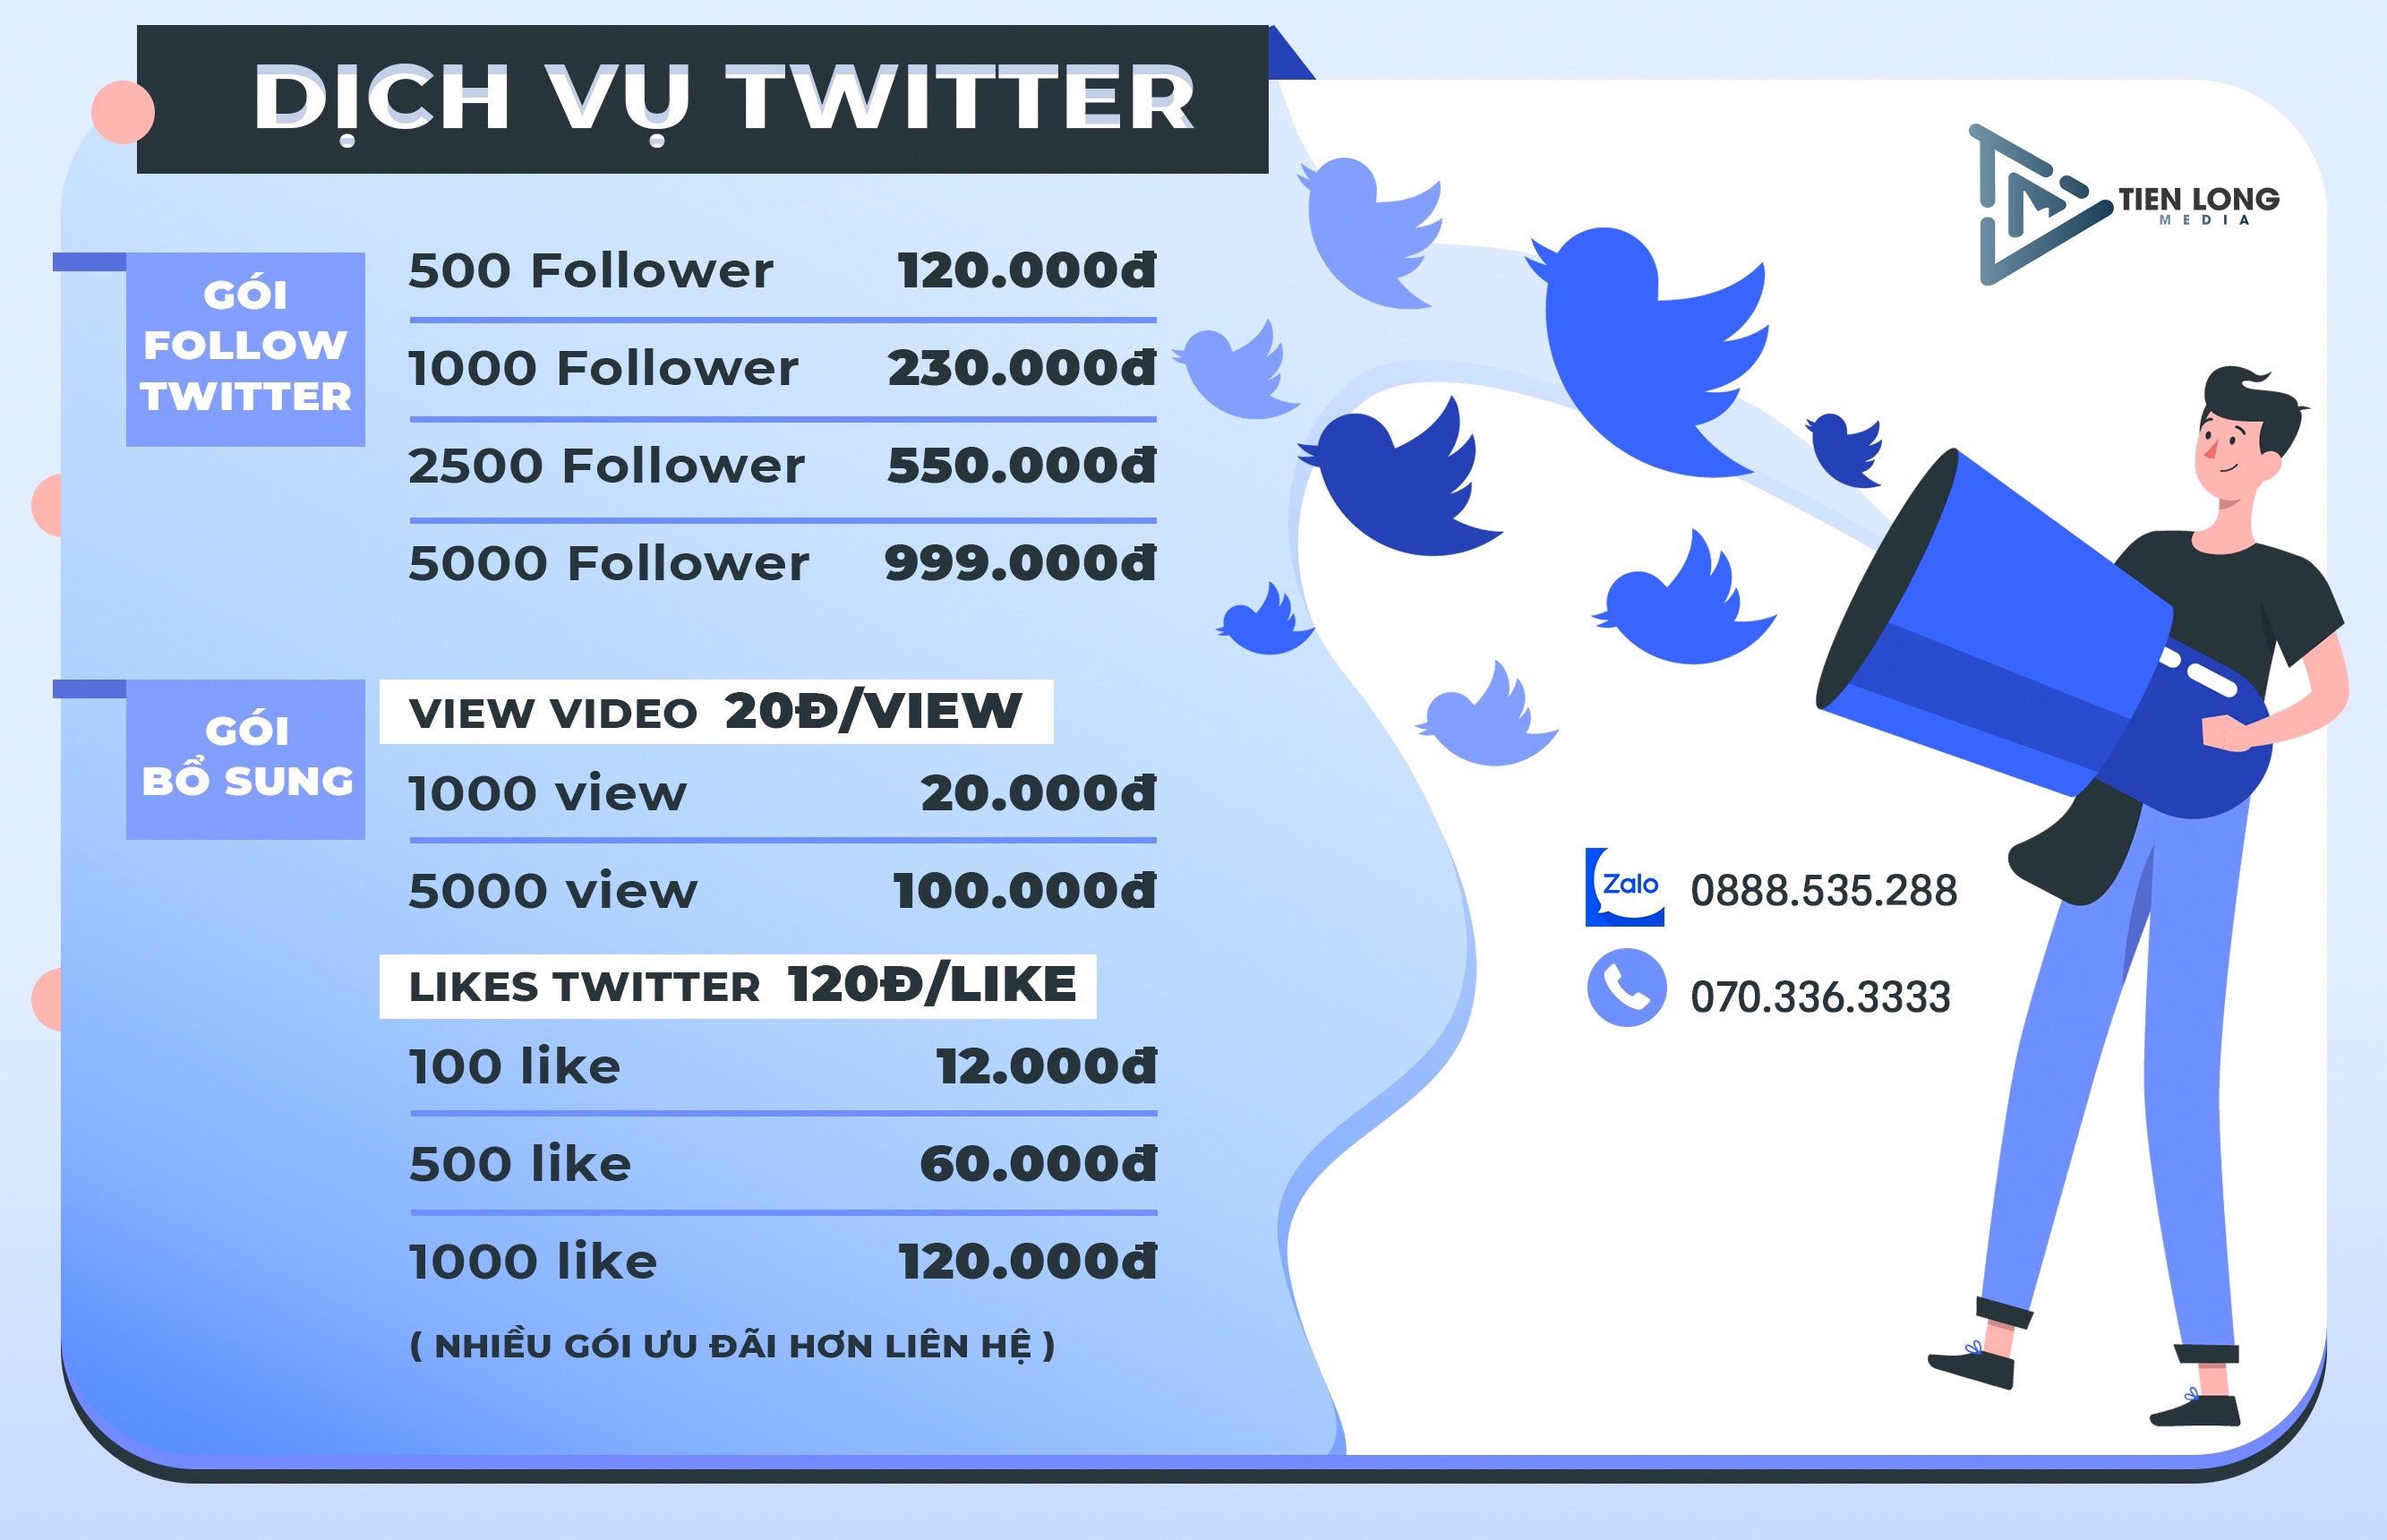 DỊCH VỤ TWITTER
TIEN LONG
MEDIA
GÓI
FOLLOW
TWITTER
500 Follower 120.000đ
1000 Follower 230.000đ
2500 Follower 550.000đ
5000 Follower 999.000đ
GÓI
BỔ SUNG
VIEW VIDEO 20Đ/VIEW
1000 view 20.000đ
5000 view 100.000đ
LIKES TWITTER 120Đ/LIKE
100 like 12.000đ
500 like 60.000đ
1000 like 120.000đ
( NHIỀU GÓI ƯU ĐÃI HƠN LIÊN HỆ )
Zalo 0888.535.288
070.336.3333